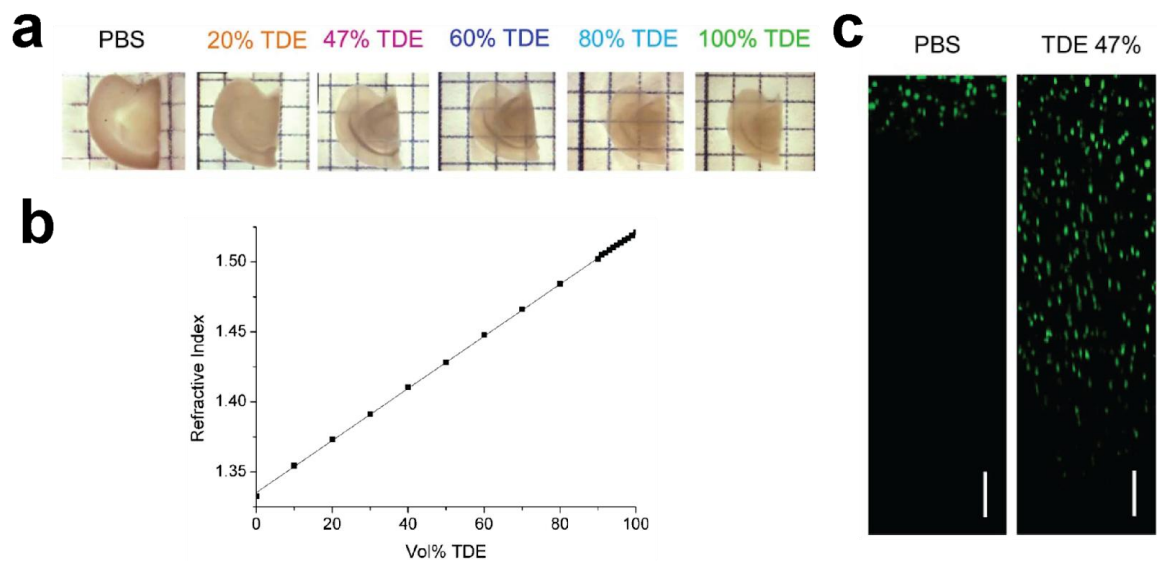 a
PBS 20% TDE 47% TDE 60% TDE 80% TDE 100% TDE
c
PBS TDE 47%
b
Refractive Index
1.50
1.45
1.40
1.35
0 20 40 60 80 100
Vol% TDE